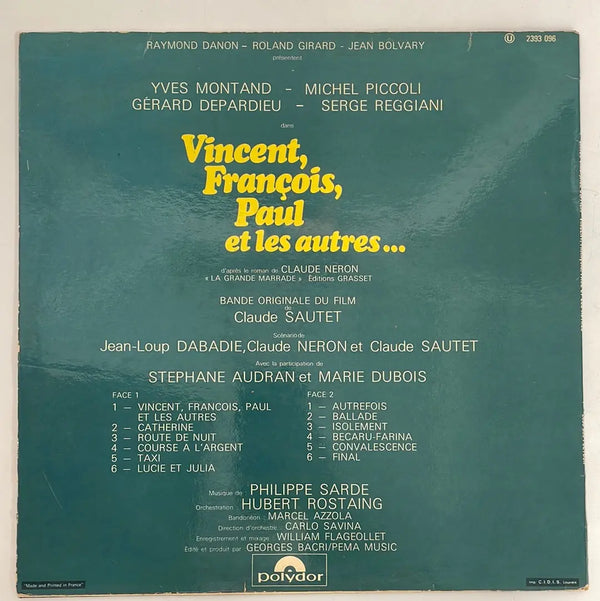 RAYMOND DANON – ROLAND GIRARD - JEAN BOLVARY
Ⓤ 2393 096
présentent
YVES MONTAND - MICHEL PICCOLI
GÉRARD DEPARDIEU – SERGE REGGIANI
dans
Vincent,
François,
Paul
et les autres...
d'après le roman de CLAUDE NERON
« LA GRANDE MARRADE ». Éditions GRASSET
BANDE ORIGINALE DU FILM
de
Claude SAUTET
Scénario de
Jean-Loup DABADIE, Claude NERON et Claude SAUTET
Avec la participation de
STEPHANE AUDRAN et MARIE DUBOIS
FACE 1
1 – VINCENT, FRANCOIS, PAUL
ET LES AUTRES
2 – CATHERINE
3 – ROUTE DE NUIT
4 – COURSE A L'ARGENT
5 – TAXI
6 – LUCIE ET JULIA
FACE 2
1 – AUTREFOIS
2 – BALLADE
3 – ISOLEMENT
4 – BECARU-FARINA
5 – CONVALESCENCE
6 – FINAL
Musique de : PHILIPPE SARDE
Orchestration : HUBERT ROSTAING
Bandonéon : MARCEL AZZOLA
Direction d'orchestre : CARLO SAVINA
Enregistrement et mixage : WILLIAM FLAGEOLLET
Édité et produit par : GEORGES BACRI/PEMA MUSIC
polydor
"Made and Printed in France"
Imp. C.I.D.I.S. Louviers